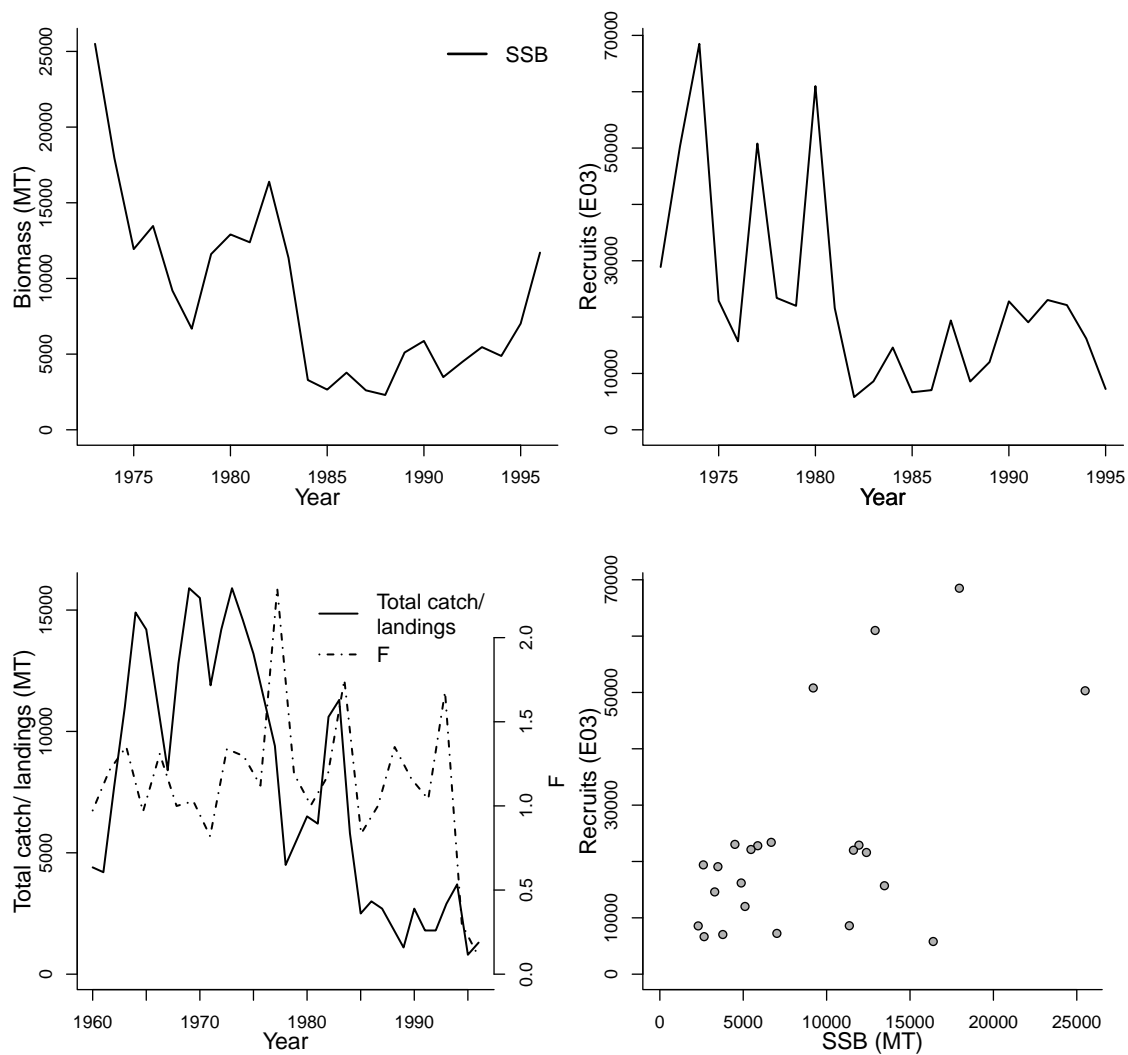 SSB
Biomass (MT)
0 5000 10000 15000 20000 25000
1975 1980 1985 1990 1995
Year
Recruits (E03)
0 10000 30000 50000 70000
1975 1980 1985 1990 1995
Year
Total catch/
landings
F
Total catch/ landings (MT)
0 5000 10000 15000
F
0.0 0.5 1.0 1.5 2.0
1960 1970 1980 1990
Year
Recruits (E03)
0 10000 30000 50000 70000
0 5000 10000 15000 20000 25000
SSB (MT)